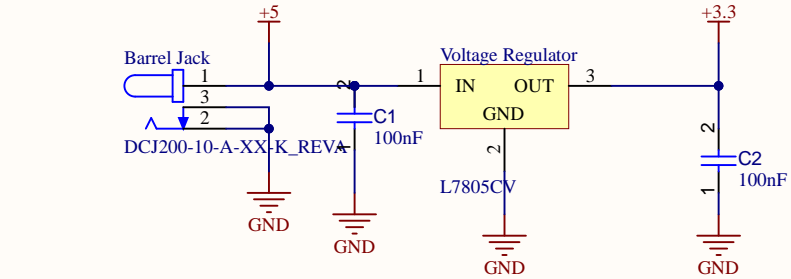 +5
+3.3
Barrel Jack
Voltage Regulator
1
3
2
DCJ200-10-A-XX-K_REVA
2
C1
100nF
1
1
IN
OUT
3
GND
2
L7805CV
2
C2
100nF
1
GND
GND
GND
GND